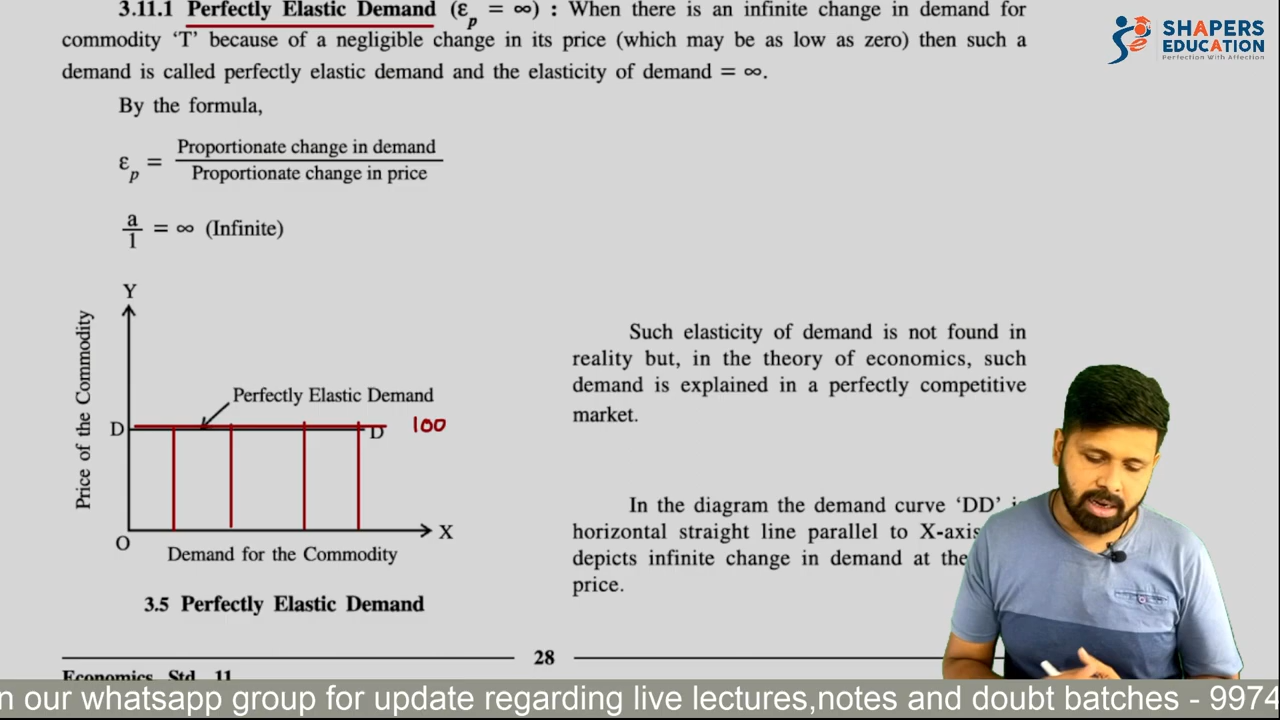 3.11.1 Perfectly Elastic Demand (εp = ∞) : When there is an infinite change in demand for
commodity ‘T’ because of a negligible change in its price (which may be as low as zero) then such a
demand is called perfectly elastic demand and the elasticity of demand = ∞.
SHAPERS
EDUCATION
Perfection With Affection
By the formula,
εp = Proportionate change in demand
Proportionate change in price
a
1 = ∞ (Infinite)
Y
Price of the Commodity
Perfectly Elastic Demand
D D 100
O X
Demand for the Commodity
3.5 Perfectly Elastic Demand
Such elasticity of demand is not found in
reality but, in the theory of economics, such
demand is explained in a perfectly competitive
market.
In the diagram the demand curve ‘DD’
horizontal straight line parallel to
depicts infinite change in demand at
price.
28
Economics, Std. 11
our whatsapp group for update regarding live lectures,notes and doubt batches - 9974